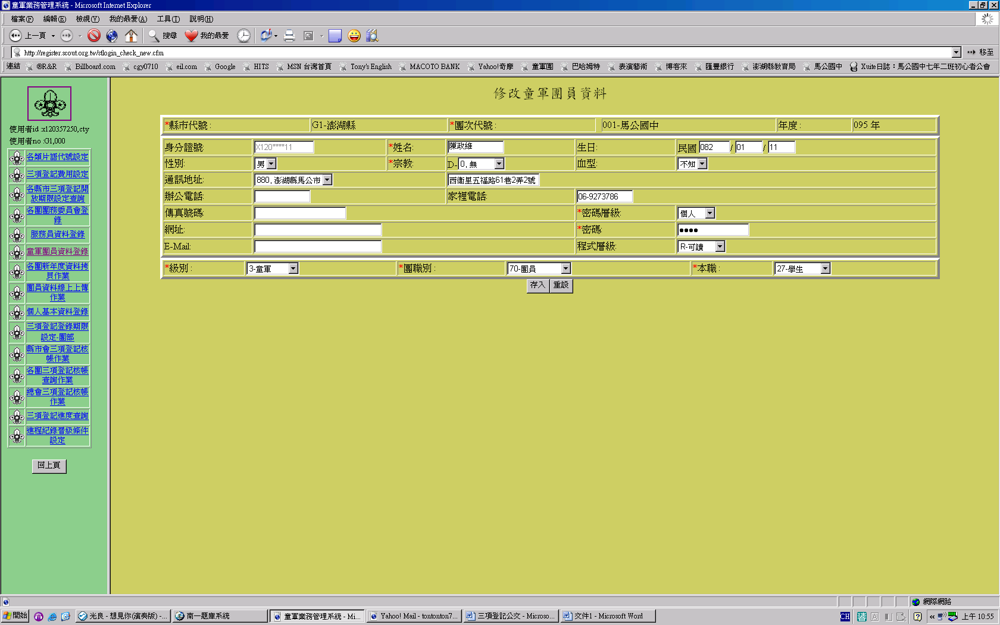 童軍業務管理系統 - Microsoft Internet Explorer
檔案(F) 編輯(E) 檢視(V) 我的最愛(A) 工具(T) 說明(H)
上一頁 搜尋 我的最愛
http://register.scout.org.tw/stlogin_check_new.cfm 移至
連結 ®R&R Billboard.com cgy0710 eil.com Google HITS MSN 台灣首頁 Tony's English MACOTO BANK Yahoo!奇摩 童軍團 巴哈姆特 表演藝術 博客來 匯豐銀行 澎湖縣教育局 馬公國中 Xuite日誌：馬公國中七年二班初心者公會
使用者id :x120357250,cty
使用者no :G1,000
各類片語代號設定
三項登記費用設定
各縣市三項登記開
放期限設定查詢
各團團務委員會登
錄
服務員資料登錄
童軍團員資料登錄
各團新年度資料拷
貝作業
團員資料線上上傳
作業
個人基本資料登錄
三項登記登錄期限
設定-團部
縣市會三項登記核
帳作業
各團三項登記核帳
查詢作業
總會三項登記核帳
作業
三項登記進度查詢
進程紀錄晉級條件
設定
回上頁
修改童軍團員資料
*縣市代號 : G1-澎湖縣 *團次代號 : 001-馬公國中 年度 : 095 年
身分證號: X120****11 *姓名: 陳政維 生日: 民國 082 / 01 / 11
性別: 男 *宗教: D- 0, 無 血型: 不知
通訊地址: 880, 澎湖縣馬公市 西衛里五福路61巷2弄2號
辦公電話: 家裡電話: 06-9273786
傳真號碼: *密碼層級: 個人
網址: *密碼: ●●●●
E-Mail: 程式層級: R-可讀
*級別 : 3-童軍 *團職別 : 70-團員 *本職 : 27-學生
存入 重設
網際網路
開始 光良 - 想見你(演奏版) -... 南一題庫系統 童軍業務管理系統 - Mi... Yahoo! Mail - tontonton7... 三項登記公文 - Microso... 文件1 - Microsoft Word CH 上午 10:55